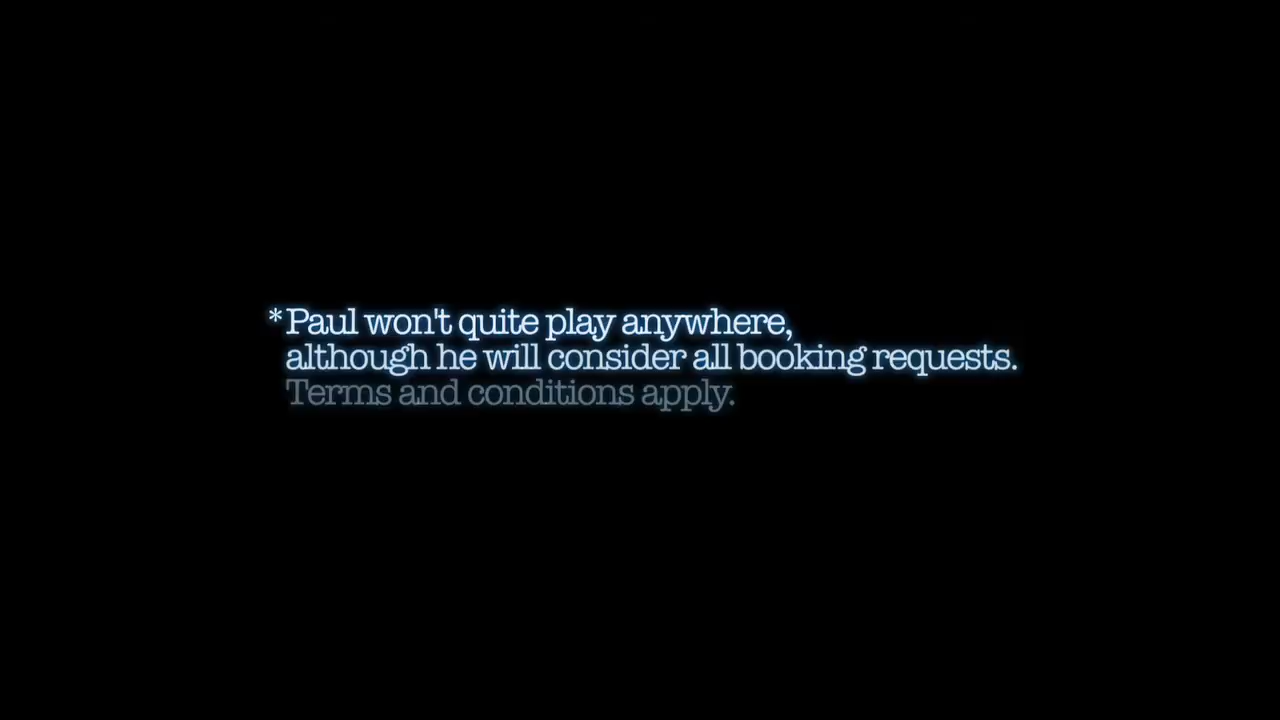 *Paul won't quite play anywhere,
although he will consider all booking requests.
Terms and conditions apply.